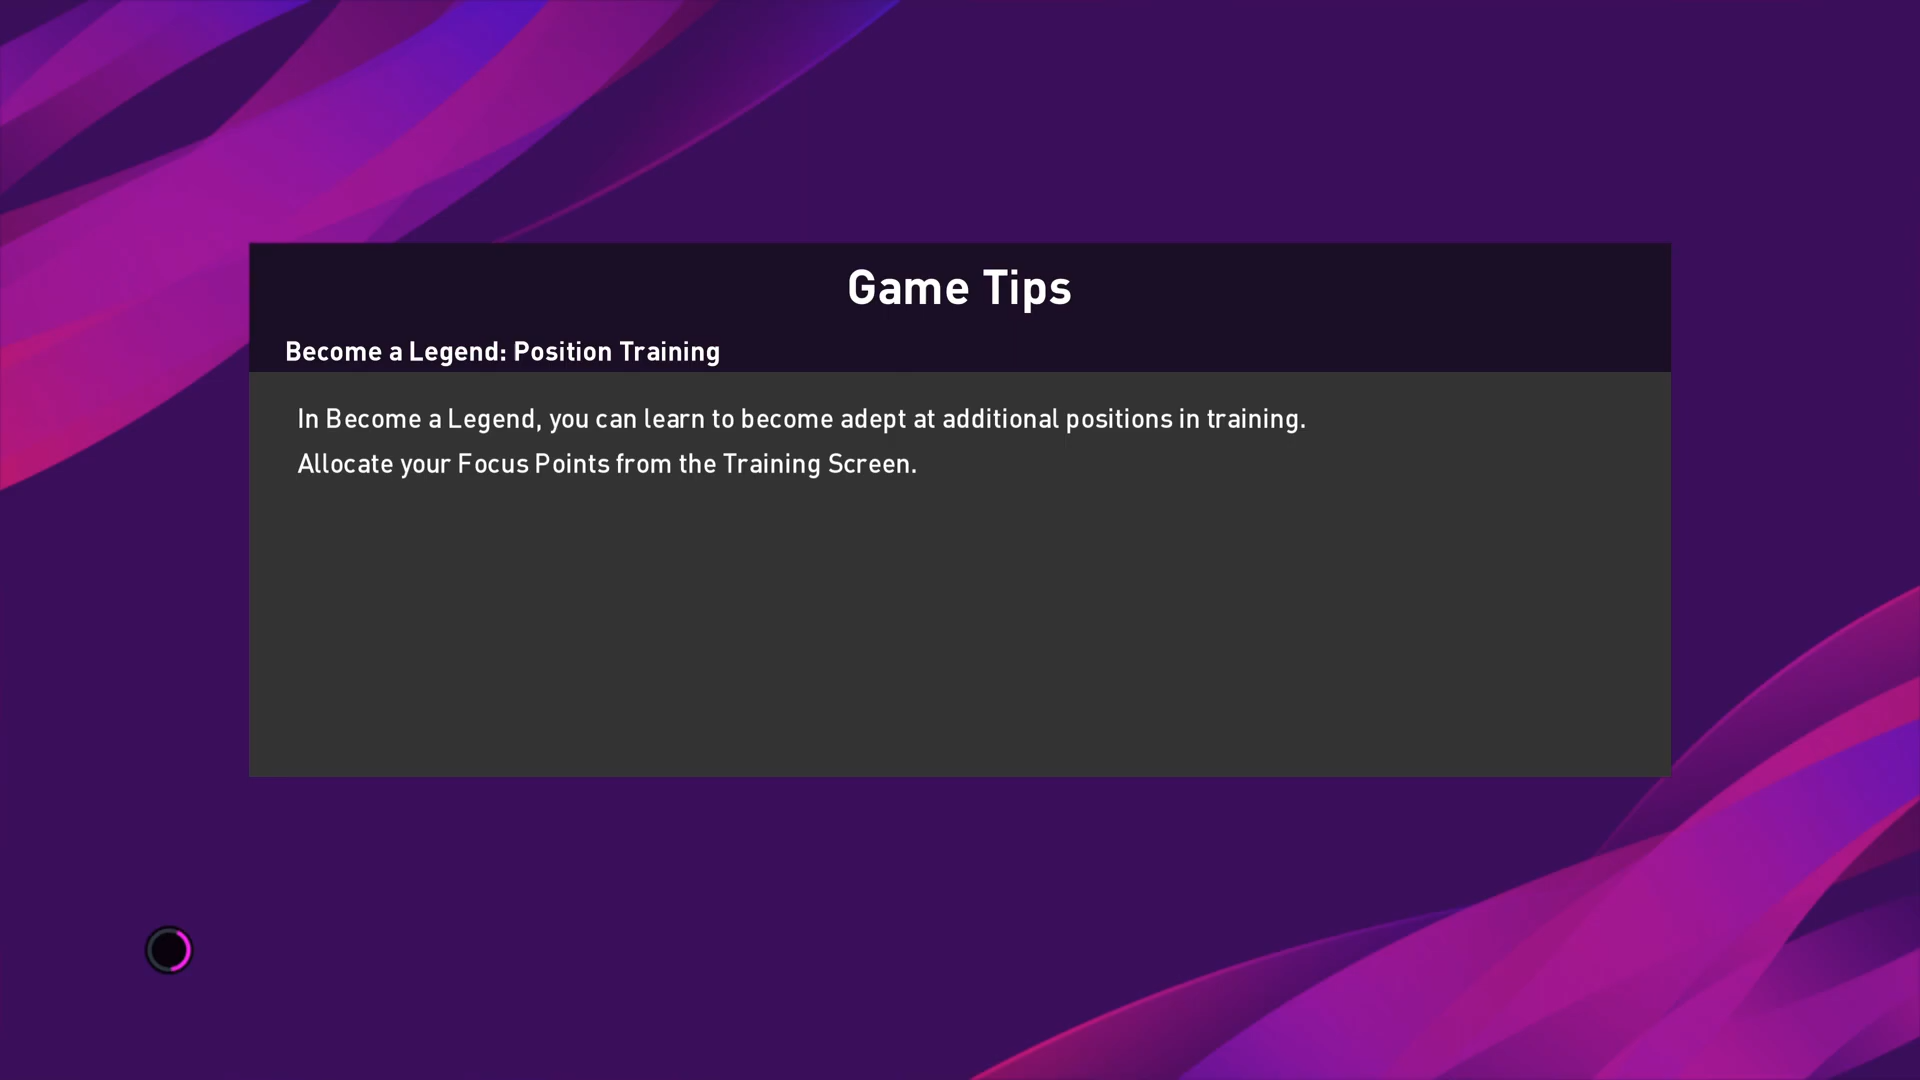 Game Tips
Become a Legend: Position Training
In Become a Legend, you can learn to become adept at additional positions in training.
Allocate your Focus Points from the Training Screen.